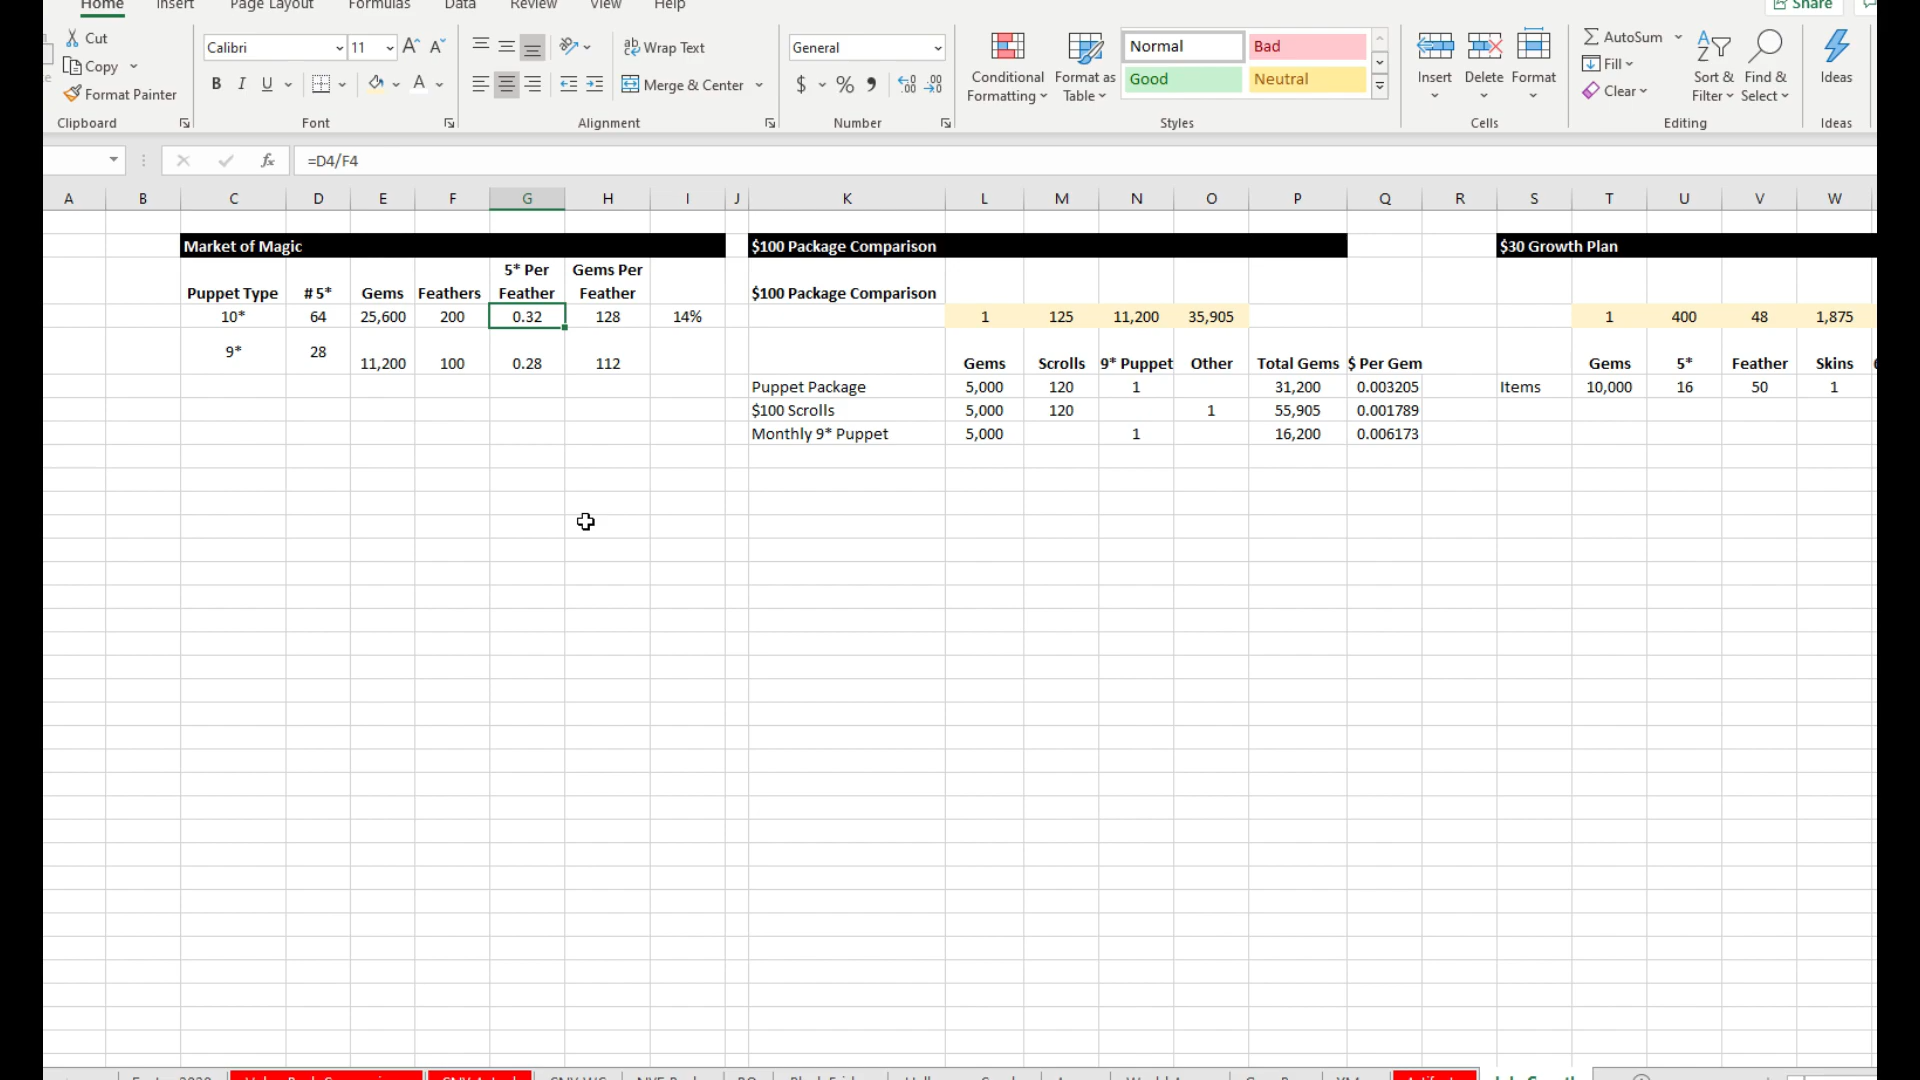 Home Insert Page Layout Formulas Data Review View Help Share
Cut
Copy
Format Painter
Clipboard
Calibri 11
B I U
Font
Wrap Text
Merge & Center
Alignment
General
$ % 9
Number
Conditional Formatting
Format as Table
Normal Bad
Good Neutral
Styles
Insert Delete Format
Cells
AutoSum
Fill
Clear
Sort & Filter
Find & Select
Editing
Ideas
Ideas
fx =D4/F4
A B C D E F G H I J K L M N O P Q R S T U V W
Market of Magic $100 Package Comparison $30 Growth Plan
5* Per Gems Per
Puppet Type # 5* Gems Feathers Feather Feather $100 Package Comparison
10* 64 25,600 200 0.32 128 14% 1 125 11,200 35,905 1 400 48 1,875
9* 28 11,200 100 0.28 112 Gems Scrolls 9* Puppet Other Total Gems $ Per Gem Gems 5* Feather Skins
Puppet Package 5,000 120 1 31,200 0.003205 Items 10,000 16 50 1
$100 Scrolls 5,000 120 1 55,905 0.001789
Monthly 9* Puppet 5,000 1 16,200 0.006173